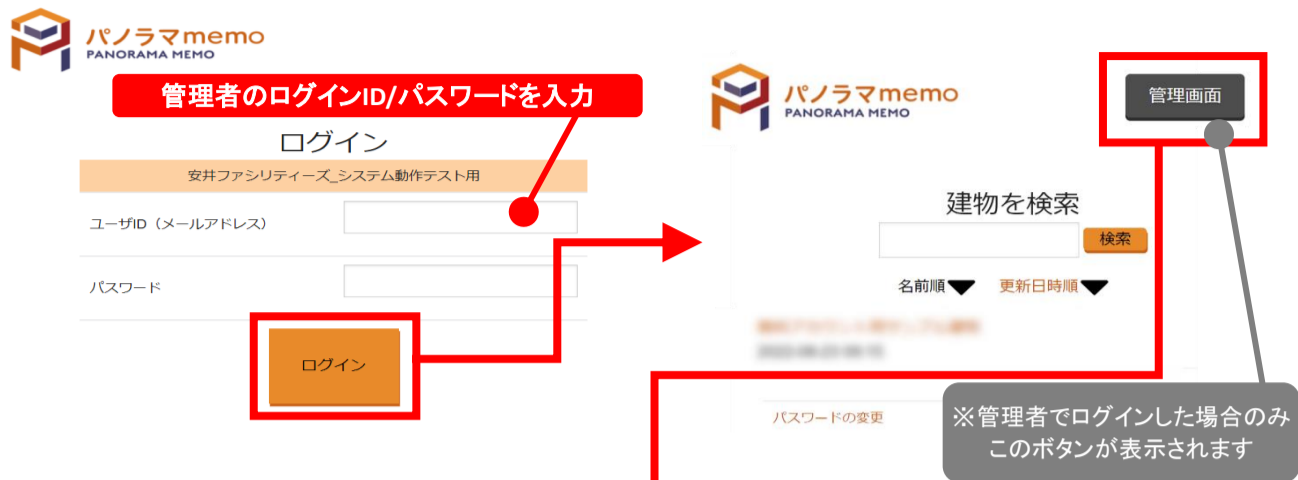 パノラマmemo
PANORAMA MEMO
管理者のログインID/パスワードを入力
ログイン
安井ファシリティーズ_システム動作テスト用
ユーザID（メールアドレス）
パスワード
ログイン
パノラマmemo
PANORAMA MEMO
管理画面
建物を検索
検索
名前順
更新日時順
パスワードの変更
※管理者でログインした場合のみ
このボタンが表示されます